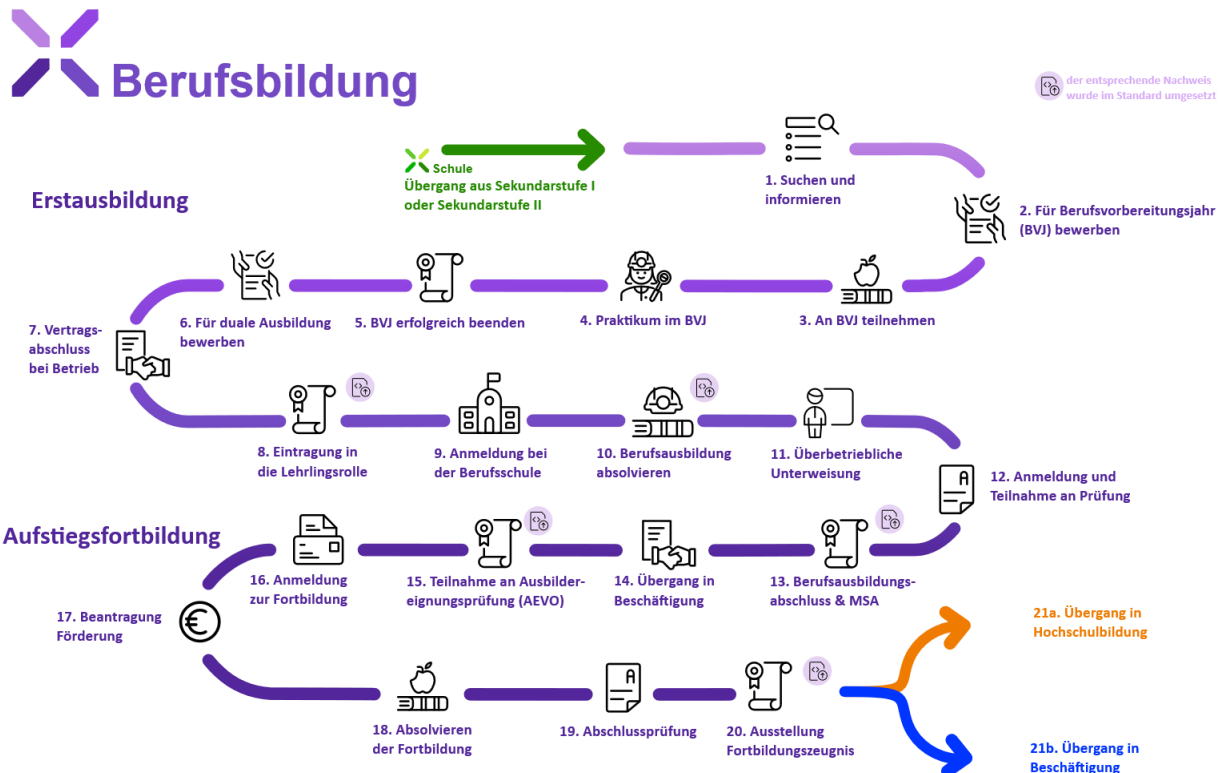 Berufsbildung
der entsprechende Nachweis
wurde im Standard umgesetzt
Schule
Übergang aus Sekundarstufe I
oder Sekundarstufe II
1. Suchen und
informieren
Erstausbildung
2. Für Berufsvorbereitungsjahr
(BVJ) bewerben
3. An BVJ teilnehmen
4. Praktikum im BVJ
5. BVJ erfolgreich beenden
6. Für duale Ausbildung
bewerben
7. Vertrags-
abschluss
bei Betrieb
8. Eintragung in
die Lehrlingsrolle
9. Anmeldung bei
der Berufsschule
10. Berufsausbildung
absolvieren
11. Überbetriebliche
Unterweisung
A
12. Anmeldung und
Teilnahme an Prüfung
Aufstiegsfortbildung
13. Berufsausbildungs-
abschluss & MSA
14. Übergang in
Beschäftigung
15. Teilnahme an Ausbilder-
eignungsprüfung (AEVO)
16. Anmeldung
zur Fortbildung
€
17. Beantragung
Förderung
18. Absolvieren
der Fortbildung
A
19. Abschlussprüfung
20. Ausstellung
Fortbildungszeugnis
21a. Übergang in
Hochschulbildung
21b. Übergang in
Beschäftigung